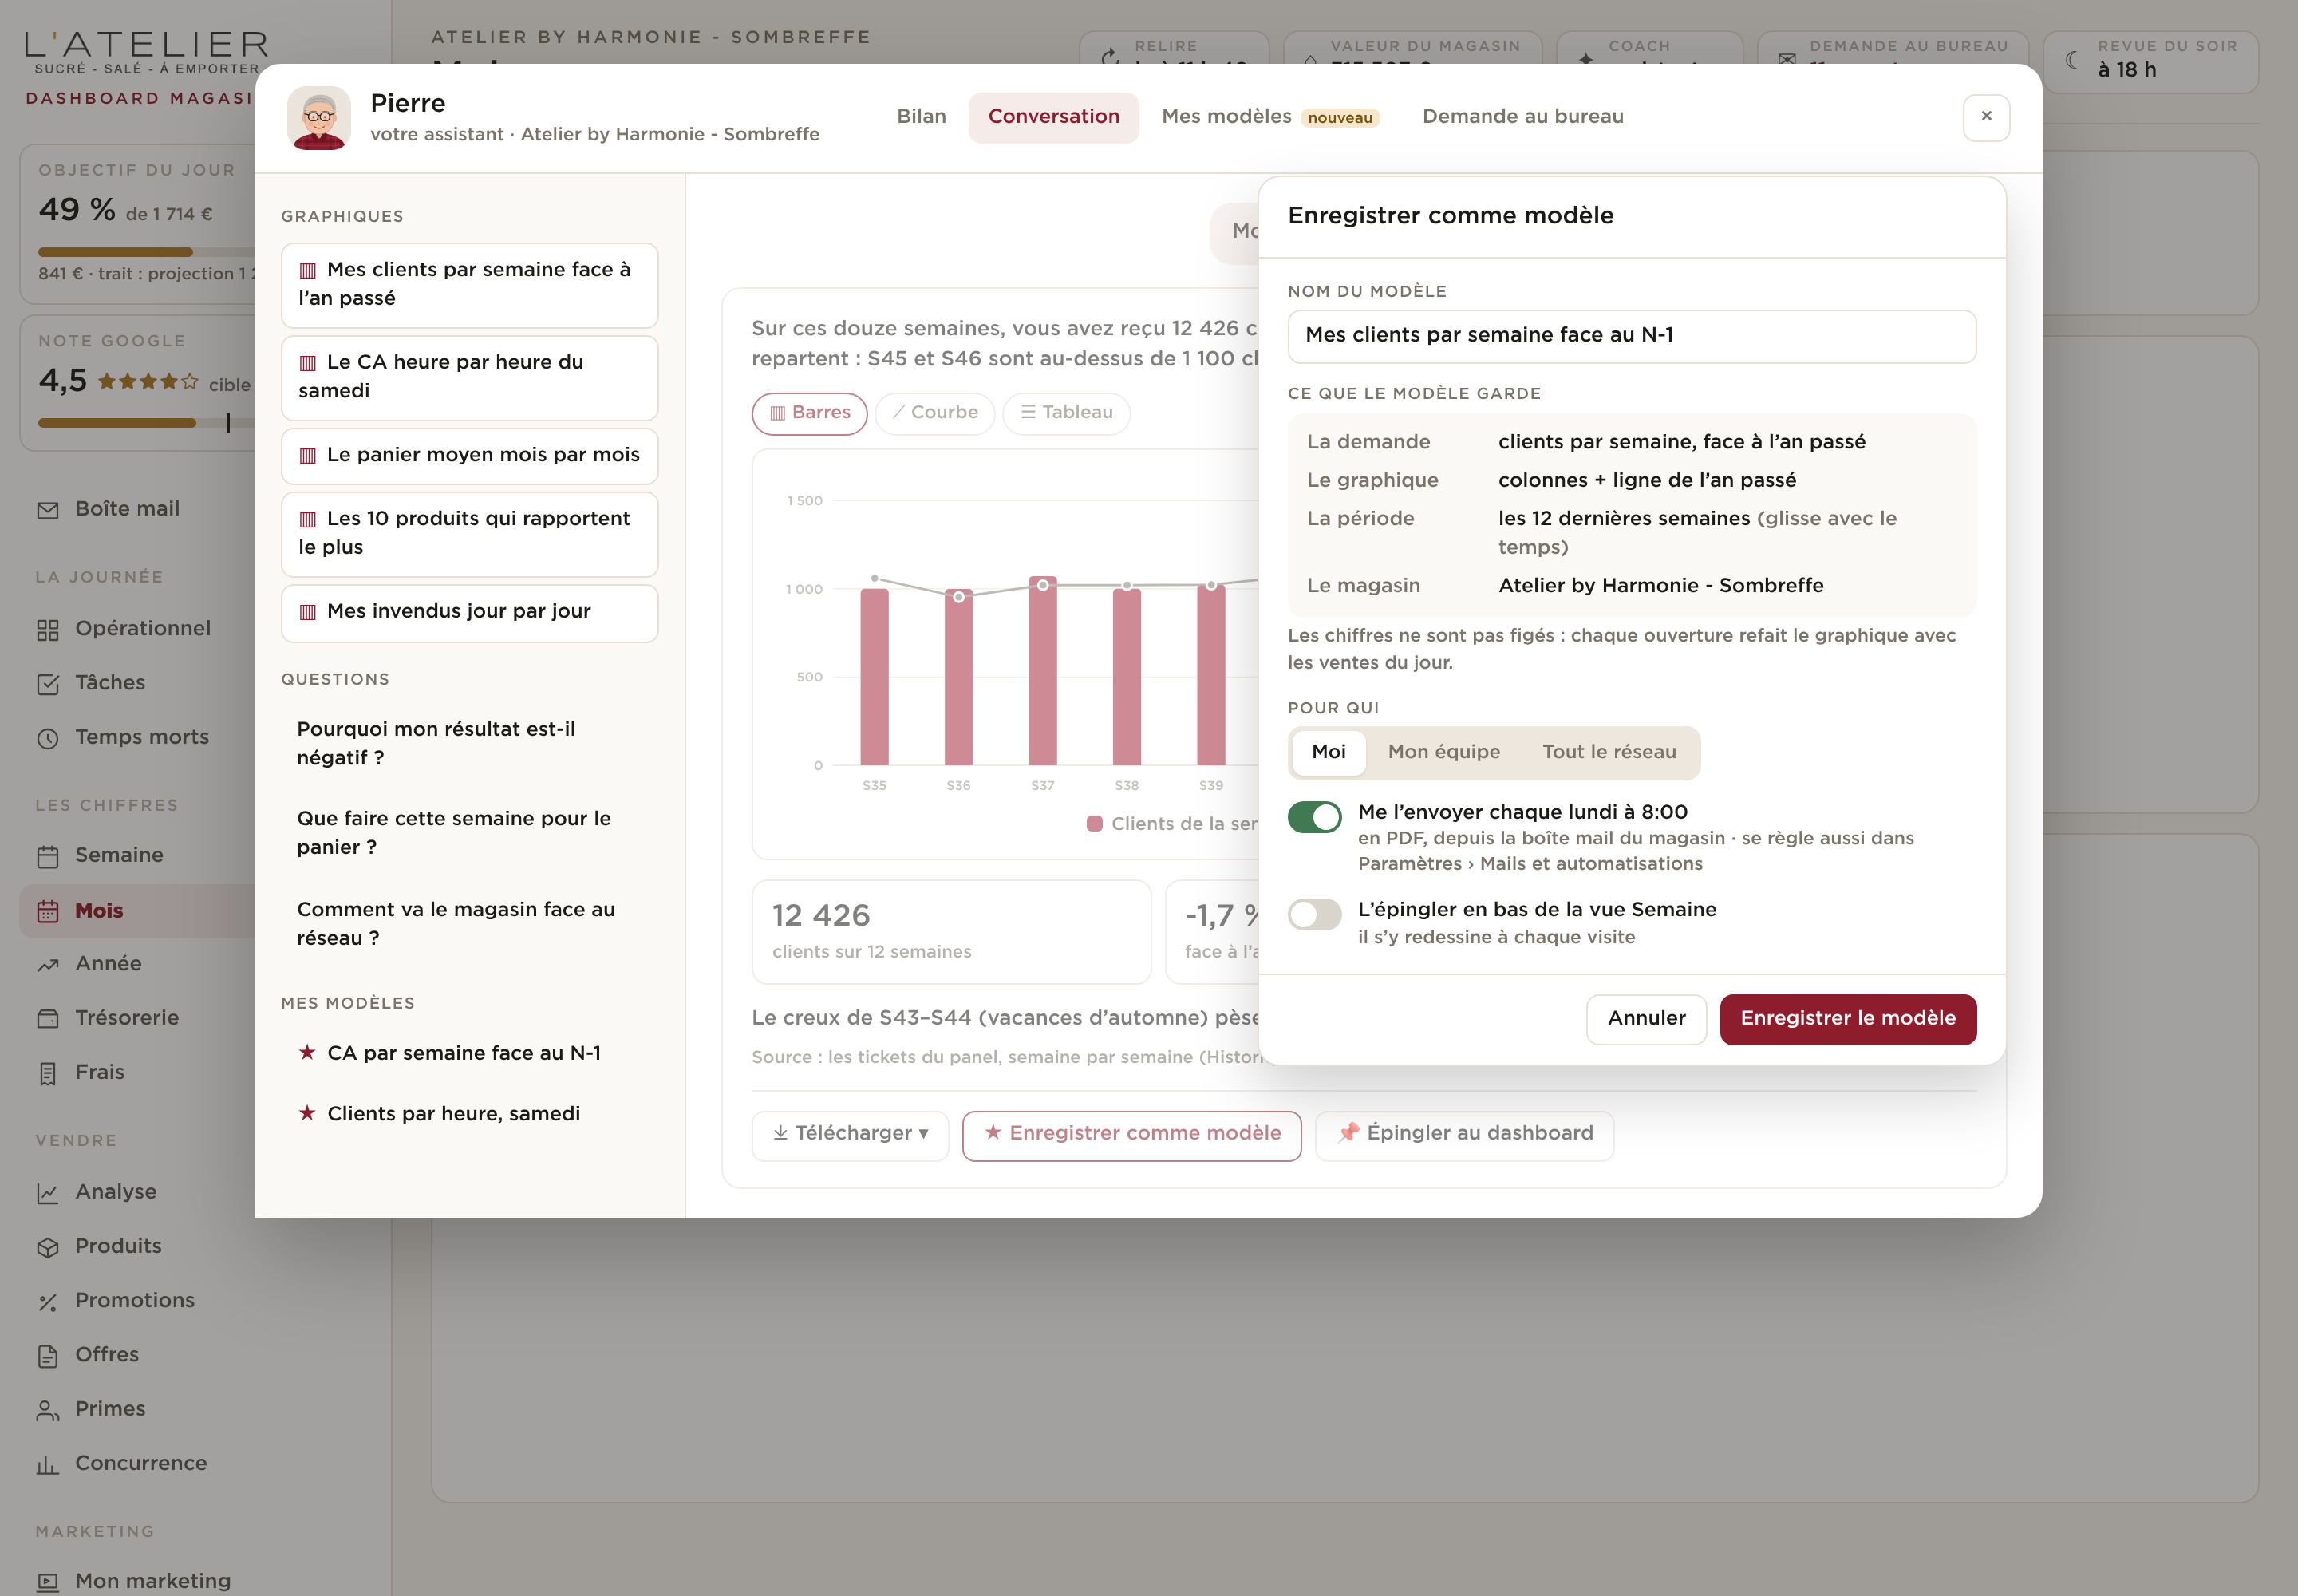 L'ATELIER
SUCRÉ - SALÉ - Á EMPORTER
DASHBOARD
ATELIER BY HARMONIE - SOMBREFFE
RELIRE
VALEUR DU MAGASIN
COACH
DEMANDE AU BUREAU
REVUE DU SOIR
à 18 h
OBJECTIF DU JOUR
49 % de 1 714 €
841 € · trait : projection
NOTE GOOGLE
4,5 ★★★★☆ cible
Boîte mail
LA JOURNÉE
Opérationnel
Tâches
Temps morts
LES CHIFFRES
Semaine
Mois
Année
Trésorerie
Frais
VENDRE
Analyse
Produits
Promotions
Offres
Primes
Concurrence
MARKETING
Mon marketing
Pierre
votre assistant · Atelier by Harmonie - Sombreffe
Bilan
Conversation
Mes modèles nouveau
Demande au bureau
×
GRAPHIQUES
Mes clients par semaine face à
l’an passé
Le CA heure par heure du
samedi
Le panier moyen mois par mois
Les 10 produits qui rapportent
le plus
Mes invendus jour par jour
QUESTIONS
Pourquoi mon résultat est-il
négatif ?
Que faire cette semaine pour le
panier ?
Comment va le magasin face au
réseau ?
MES MODÈLES
★ CA par semaine face au N-1
★ Clients par heure, samedi
Sur ces douze semaines, vous avez reçu 12 426
repartent : S45 et S46 sont au-dessus de 1 100
Barres
Courbe
Tableau
1 500
1 000
500
0
S35 S36 S37 S38 S39
Clients de la
12 426
clients sur 12 semaines
-1,7 %
face à
Le creux de S43–S44 (vacances d’automne)
Source : les tickets du panel, semaine par semaine
Télécharger ▾
★ Enregistrer comme modèle
📌 Épingler au dashboard
Enregistrer comme modèle
NOM DU MODÈLE
Mes clients par semaine face au N-1
CE QUE LE MODÈLE GARDE
La demande clients par semaine, face à l’an passé
Le graphique colonnes + ligne de l’an passé
La période les 12 dernières semaines (glisse avec le
temps)
Le magasin Atelier by Harmonie - Sombreffe
Les chiffres ne sont pas figés : chaque ouverture refait le graphique avec
les ventes du jour.
POUR QUI
Moi
Mon équipe
Tout le réseau
Me l’envoyer chaque lundi à 8:00
en PDF, depuis la boîte mail du magasin · se règle aussi dans
Paramètres › Mails et automatisations
L’épingler en bas de la vue Semaine
il s’y redessine à chaque visite
Annuler
Enregistrer le modèle